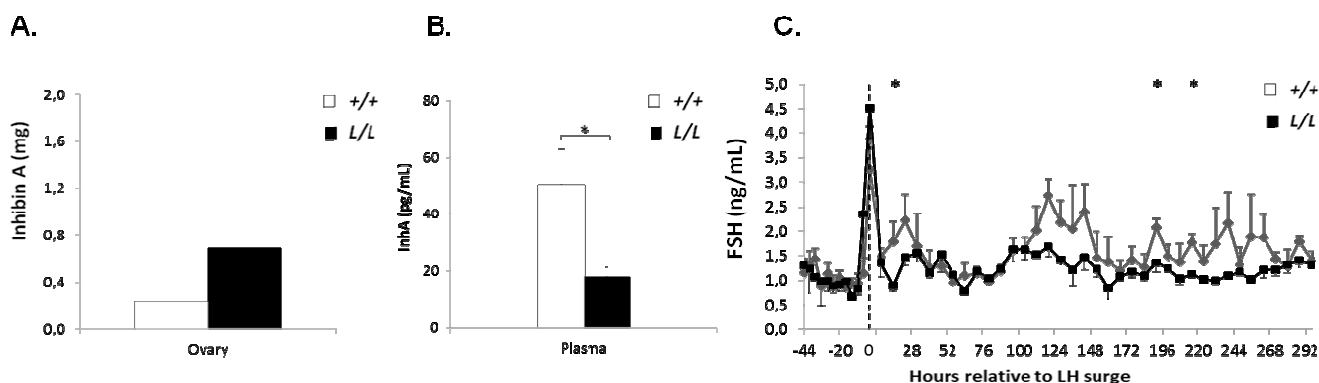 A.
Inhibin A (mg)
2,0
1,6
1,2
0,8
0,4
0,0
Ovary
+/+
L/L
B.
InhA (pg/mL)
80
60
40
20
0
*
Plasma
+/+
L/L
C.
FSH (ng/mL)
5,0
4,5
4,0
3,5
3,0
2,5
2,0
1,5
1,0
0,5
0,0
* * *
+/+
L/L
-44 -20 0 28 52 76 100 124 148 172 196 220 244 268 292
Hours relative to LH surge